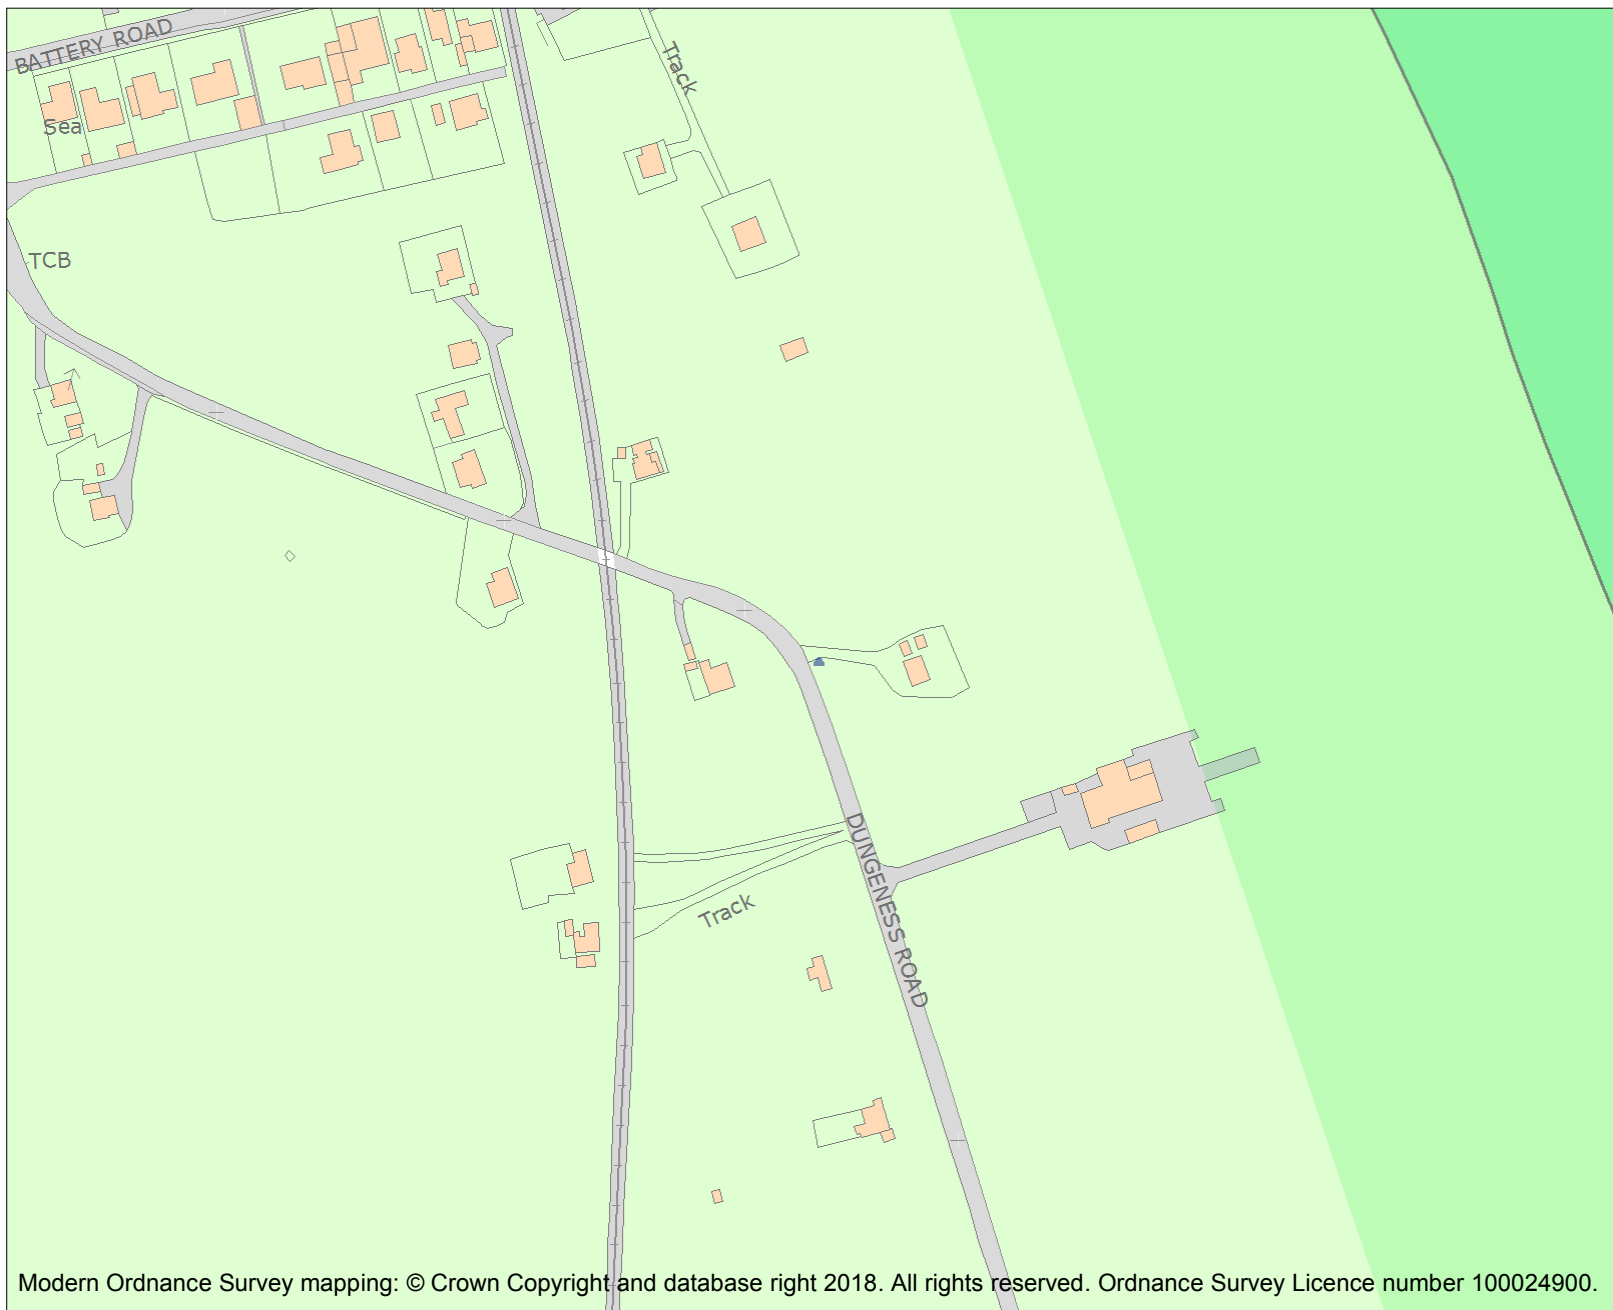 BATTERY ROAD
Track
Sea
TCB
DUNGENESS ROAD
Track
Modern Ordnance Survey mapping: © Crown Copyright and database right 2018. All rights reserved. Ordnance Survey Licence number 100024900.